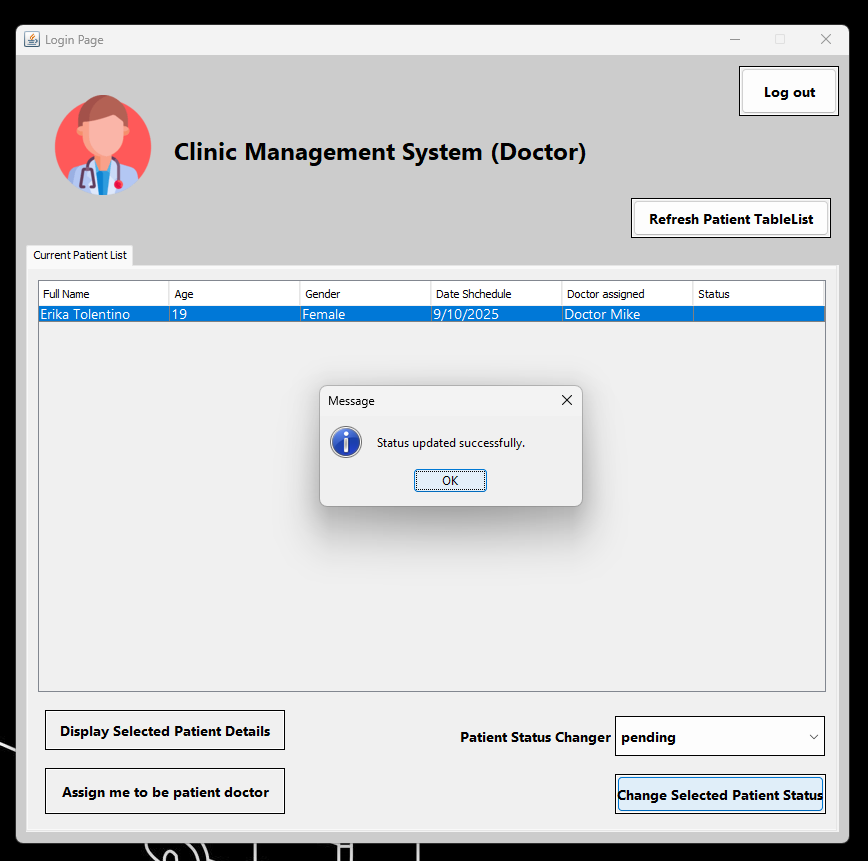 Login Page
Log out
Clinic Management System (Doctor)
Refresh Patient TableList
Current Patient List
Full Name Age Gender Date Shchedule Doctor assigned Status
Erika Tolentino 19 Female 9/10/2025 Doctor Mike
Message
Status updated successfully.
OK
Display Selected Patient Details
Patient Status Changer pending
Assign me to be patient doctor
Change Selected Patient Status